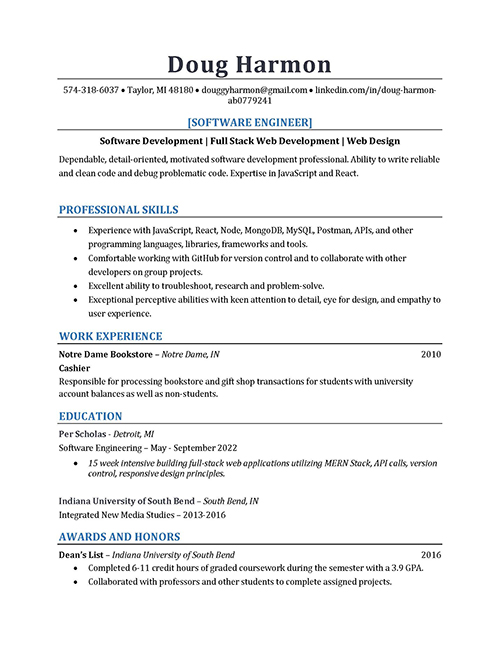 Doug Harmon
574-318-6037 • Taylor, MI 48180 • douggyharmon@gmail.com • linkedin.com/in/doug-harmon-
ab0779241
[SOFTWARE ENGINEER]
Software Development | Full Stack Web Development | Web Design
Dependable, detail-oriented, motivated software development professional. Ability to write reliable
and clean code and debug problematic code. Expertise in JavaScript and React.
PROFESSIONAL SKILLS
• Experience with JavaScript, React, Node, MongoDB, MySQL, Postman, APIs, and other
programming languages, libraries, frameworks and tools.
• Comfortable working with GitHub for version control and to collaborate with other
developers on group projects.
• Excellent ability to troubleshoot, research and problem-solve.
• Exceptional perceptive abilities with keen attention to detail, eye for design, and empathy to
user experience.
WORK EXPERIENCE
Notre Dame Bookstore – Notre Dame, IN 2010
Cashier
Responsible for processing bookstore and gift shop transactions for students with university
account balances as well as non-students.
EDUCATION
Per Scholas - Detroit, MI
Software Engineering – May - September 2022
• 15 week intensive building full-stack web applications utilizing MERN Stack, API calls, version
control, responsive design principles.
Indiana University of South Bend – South Bend, IN
Integrated New Media Studies – 2013-2016
AWARDS AND HONORS
Dean's List – Indiana University of South Bend 2016
• Completed 6-11 credit hours of graded coursework during the semester with a 3.9 GPA.
• Collaborated with professors and other students to complete assigned projects.